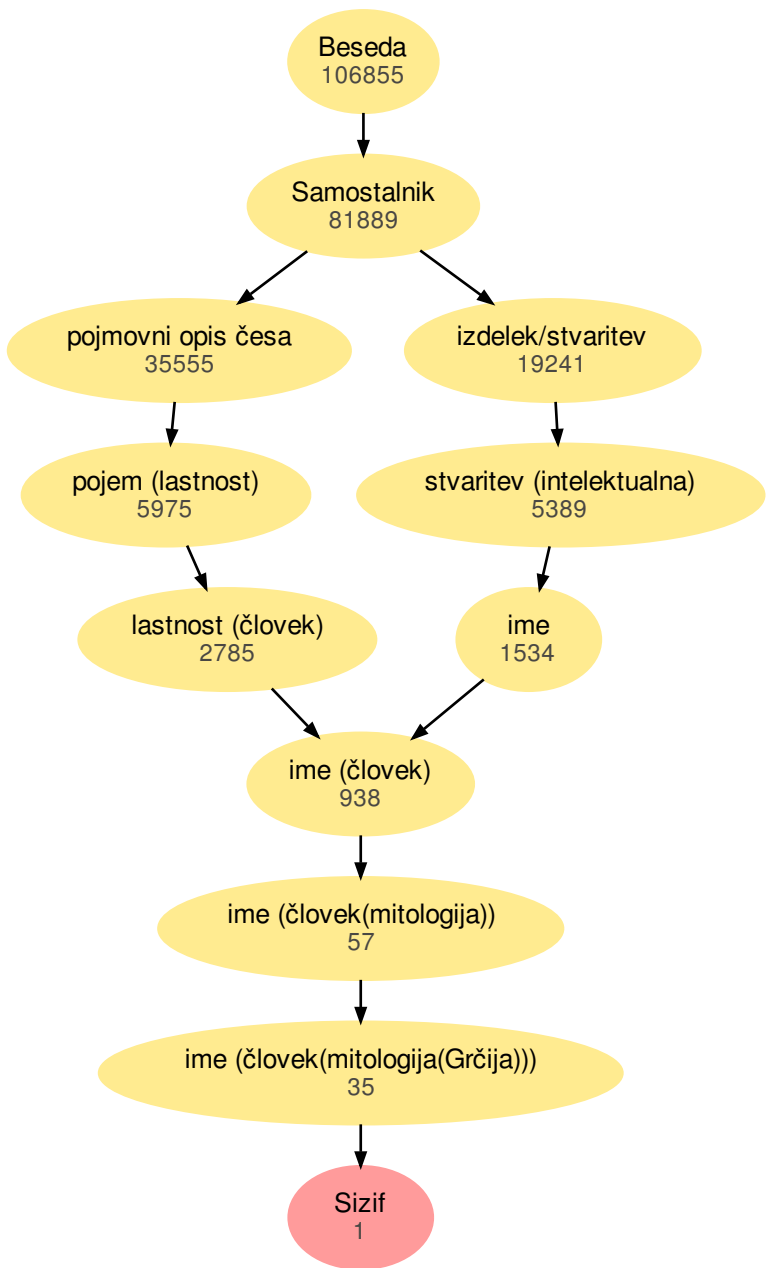 Beseda
106855
Samostalnik
81889
pojmovni opis česa
35555
izdelek/stvaritev
19241
pojem (lastnost)
5975
stvaritev (intelektualna)
5389
lastnost (človek)
2785
ime
1534
ime (človek)
938
ime (človek(mitologija))
57
ime (človek(mitologija(Grčija)))
35
Sizif
1